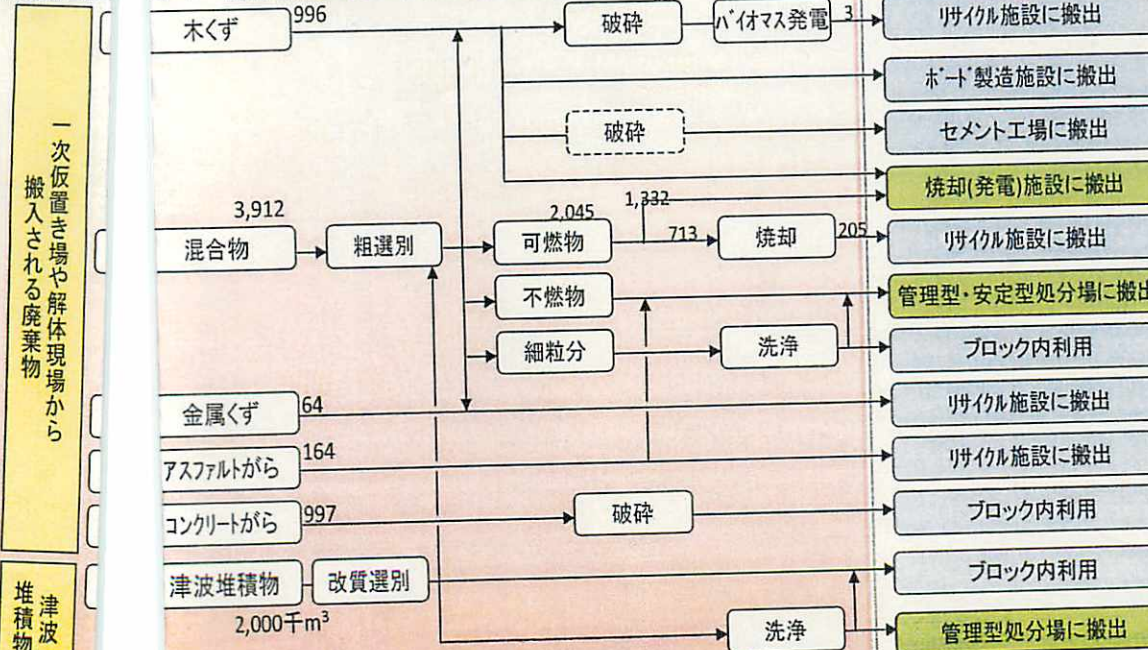 一次仮置き場や解体現場から
搬入される廃棄物
木くず
996
破砕
バイオマス発電
3
リサイクル施設に搬出
ボード製造施設に搬出
破砕
セメント工場に搬出
焼却(発電)施設に搬出
3,912
混合物
粗選別
2,045
可燃物
1,332
713
焼却
205
リサイクル施設に搬出
不燃物
管理型・安定型処分場に搬出
細粒分
洗浄
ブロック内利用
金属くず
64
リサイクル施設に搬出
アスファルトがら
164
リサイクル施設に搬出
コンクリートがら
997
破砕
ブロック内利用
津波
堆積物
津波堆積物
改質選別
ブロック内利用
2,000千m³
洗浄
管理型処分場に搬出